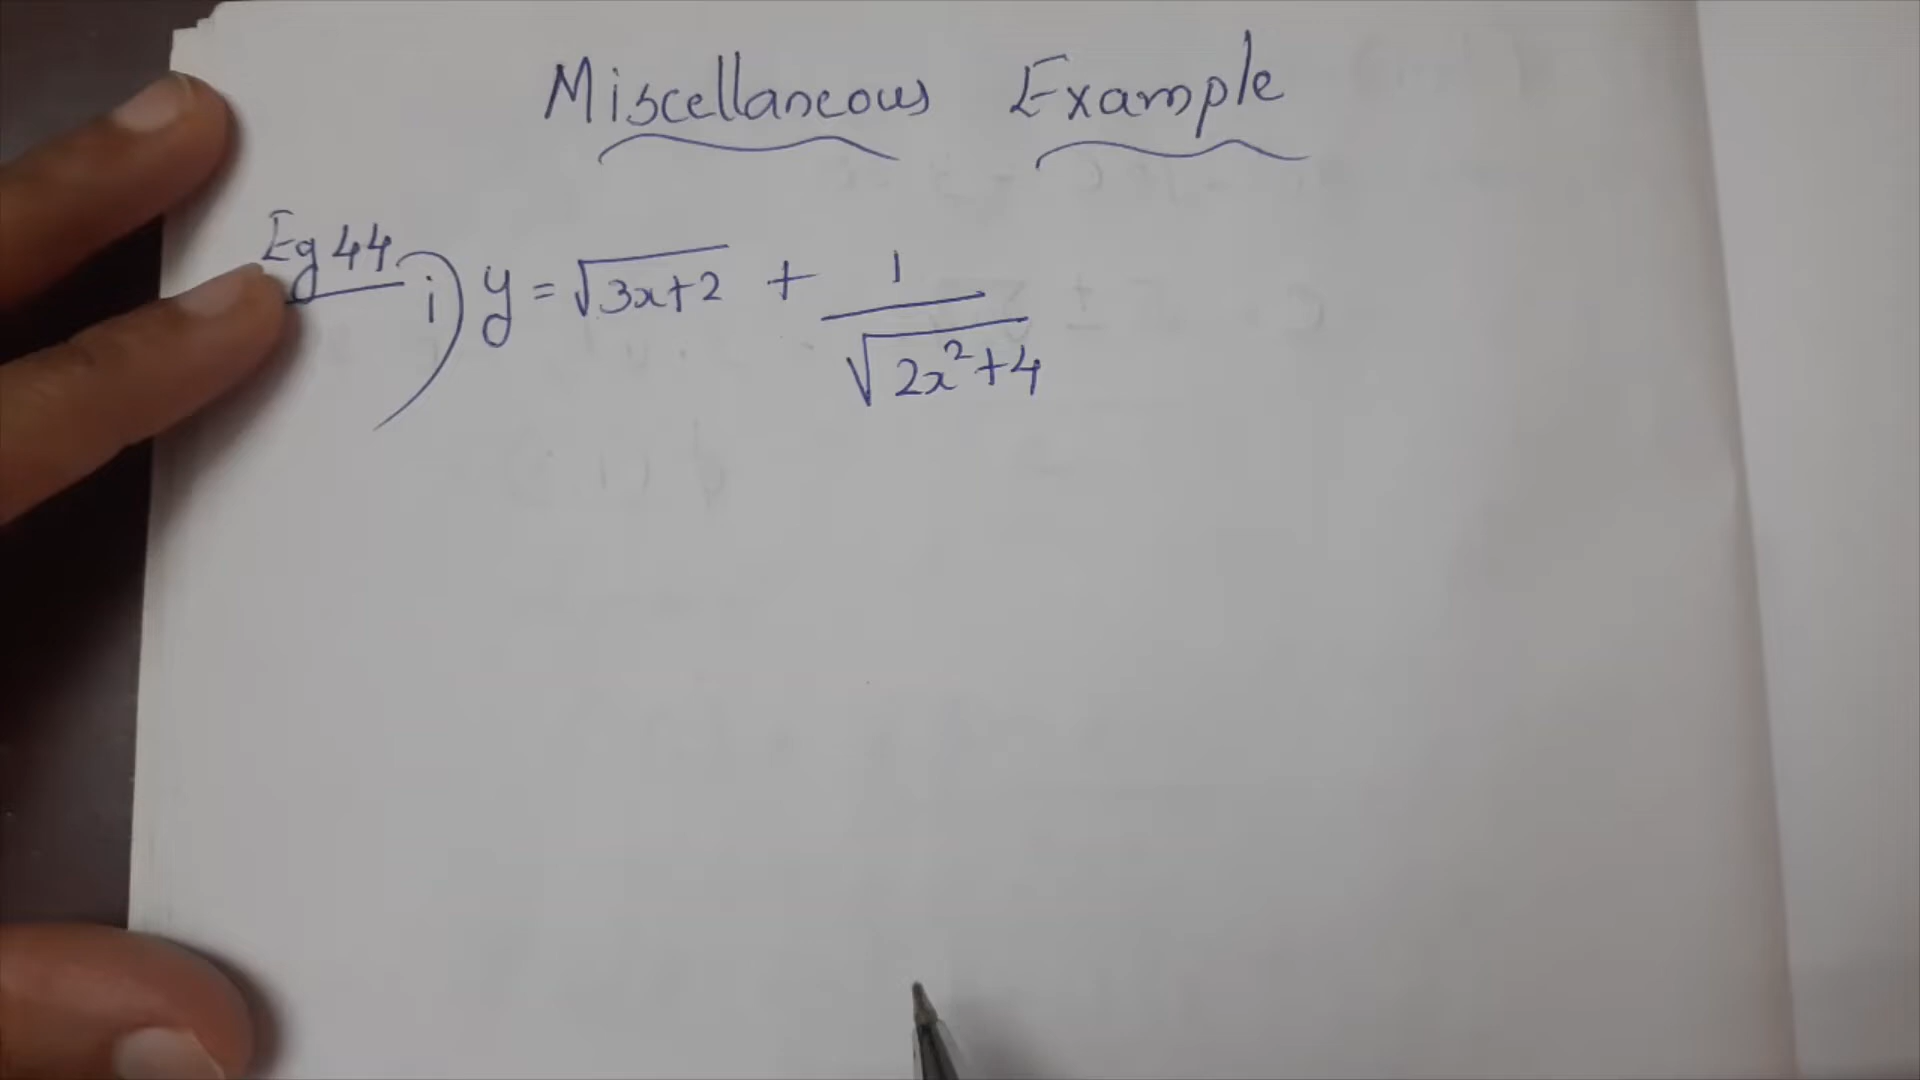 Miscellaneous Example
Eg 44 i) y = √(3x+2) + 1/√(2x²+4)